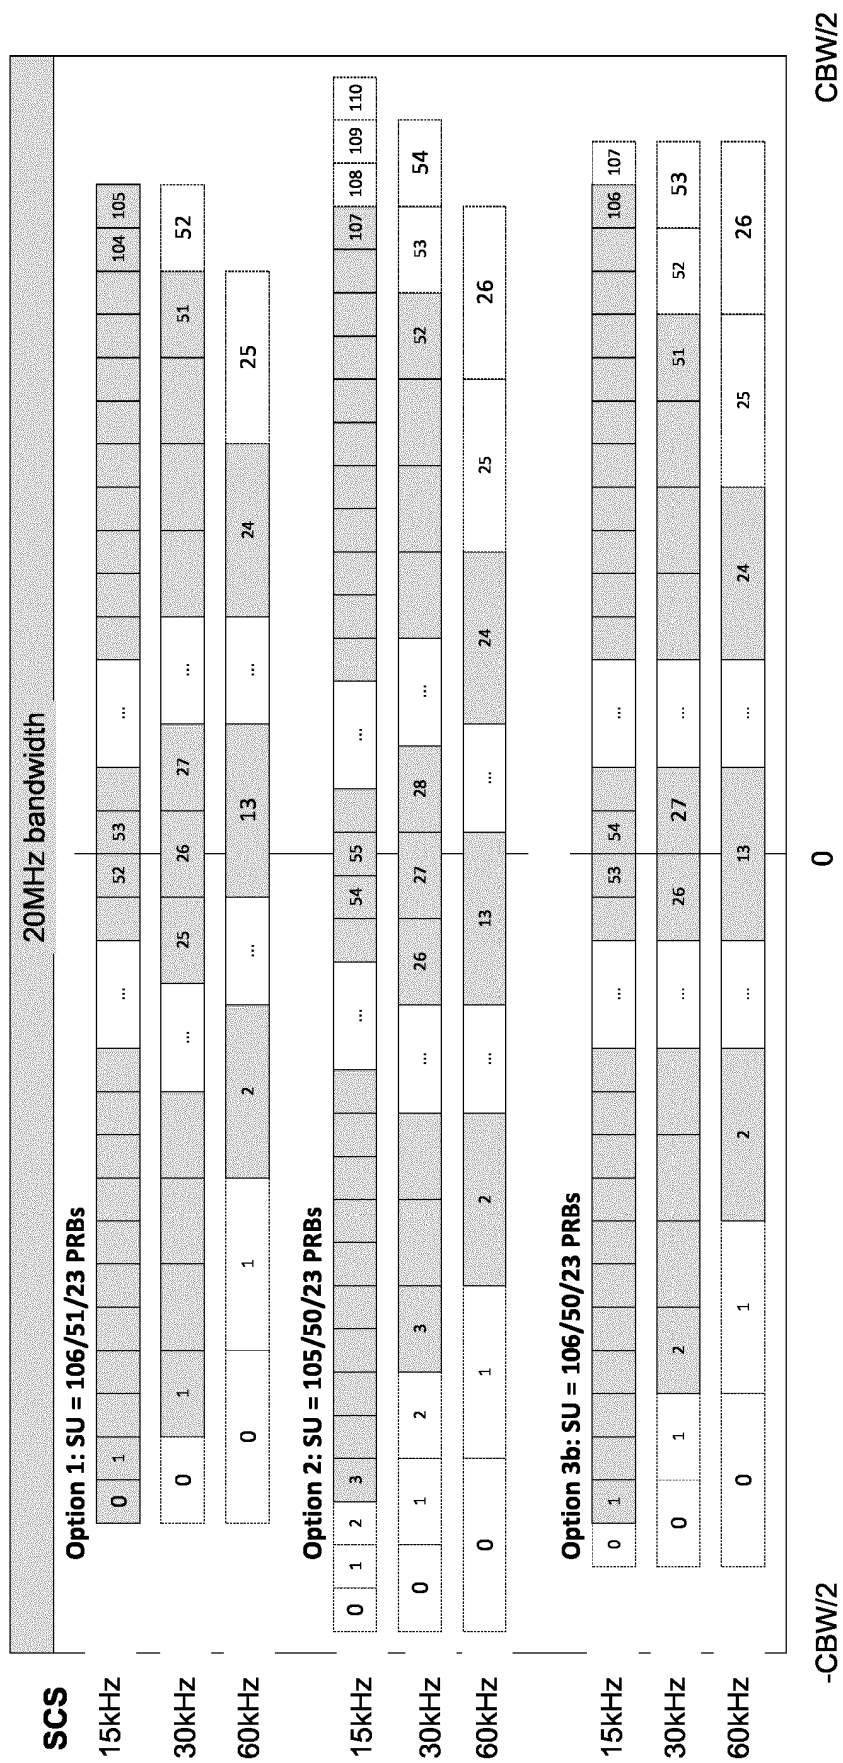 20MHz bandwidth
SCS
Option 1: SU = 106/51/23 PRBs
15kHz 0 1 ... 52 53 ... 104 105
30kHz 0 1 ... 25 26 27 ... 51 52
60kHz 0 1 2 ... 13 ... 24 25
Option 2: SU = 105/50/23 PRBs
15kHz 0 1 2 3 ... 54 55 ... 107 108 109 110
30kHz 0 1 2 3 ... 26 27 28 ... 52 53 54
60kHz 0 1 2 ... 13 ... 24 25 26
Option 3b: SU = 106/50/23 PRBs
15kHz 0 1 ... 53 54 ... 106 107
30kHz 0 1 2 ... 26 27 ... 51 52 53
60kHz 0 1 2 ... 13 ... 24 25 26
-CBW/2 0 CBW/2